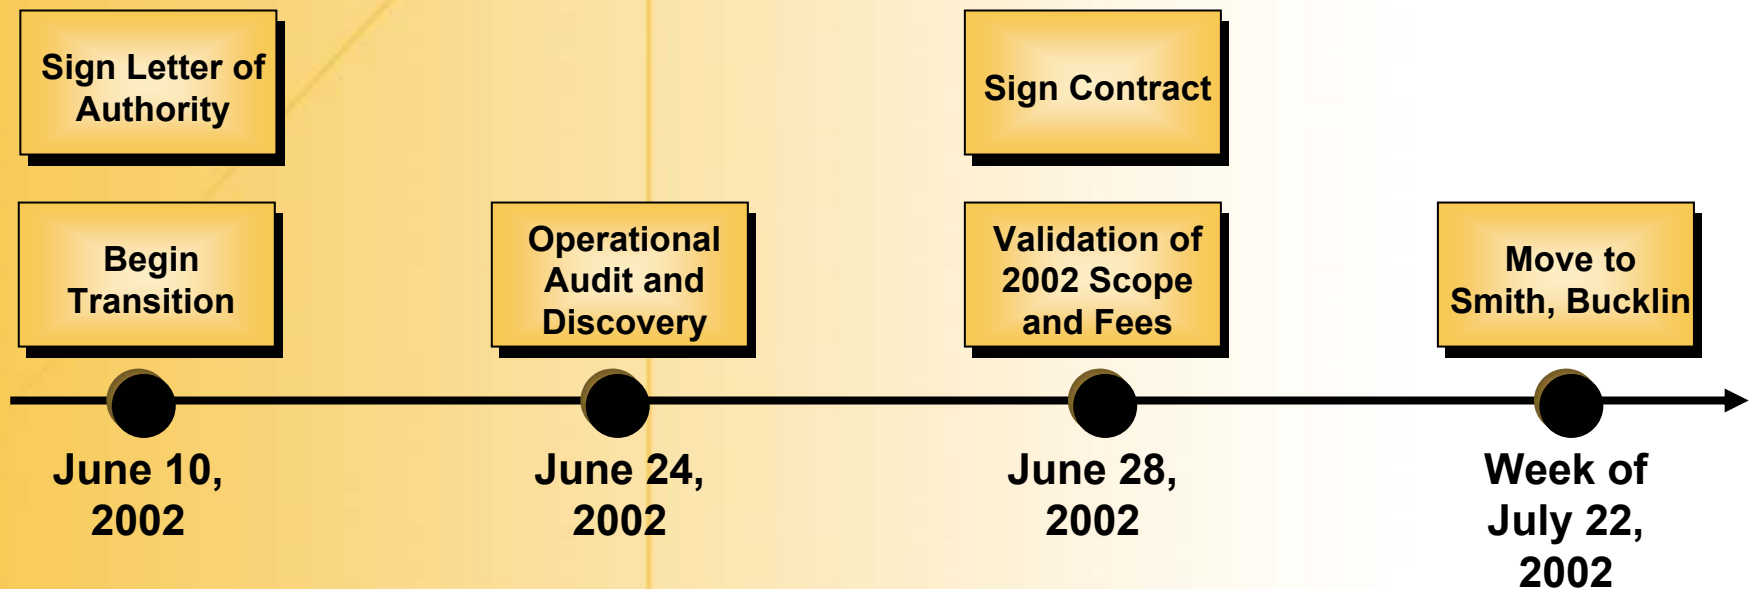 Sign Letter of
Authority
Sign Contract
Begin
Transition
Operational
Audit and
Discovery
Validation of
2002 Scope
and Fees
Move to
Smith, Bucklin
June 10,
2002
June 24,
2002
June 28,
2002
Week of
July 22,
2002